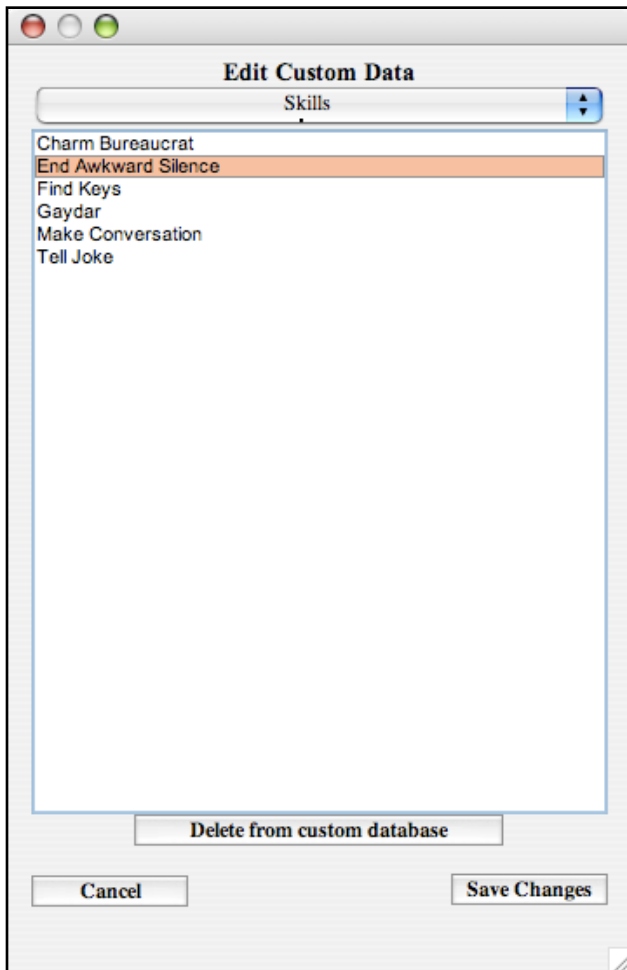 Edit Custom Data
Skills
Charm Bureaucrat
End Awkward Silence
Find Keys
Gaydar
Make Conversation
Tell Joke
Delete from custom database
Cancel
Save Changes